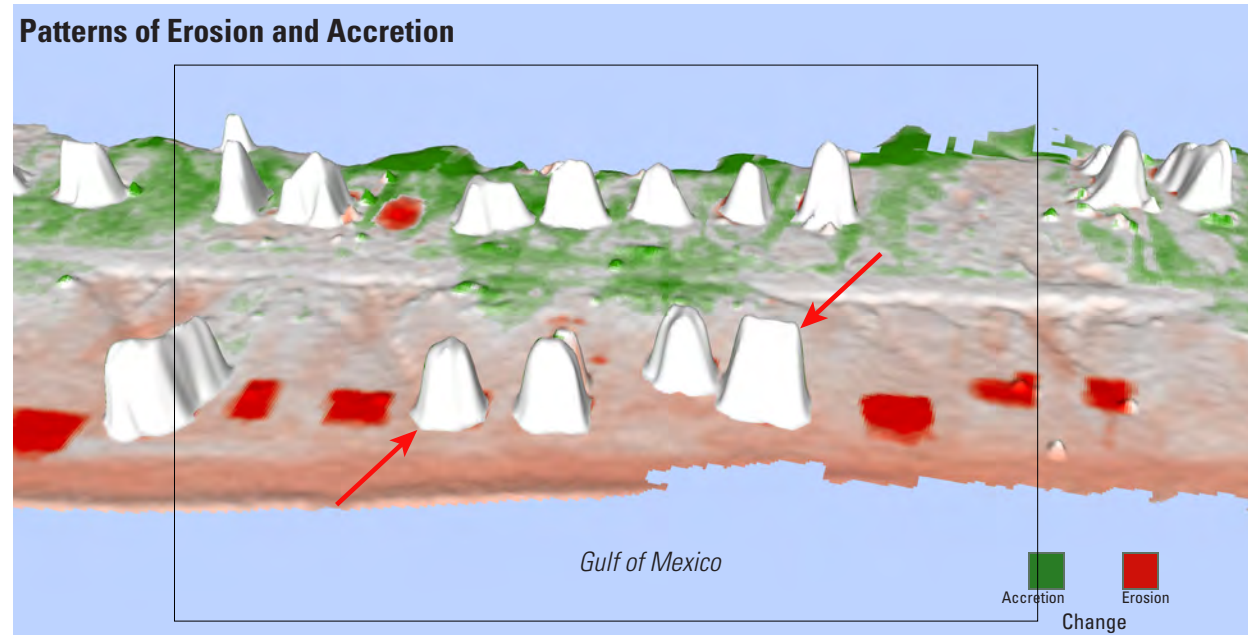 Patterns of Erosion and Accretion
Gulf of Mexico
Accretion
Erosion
Change